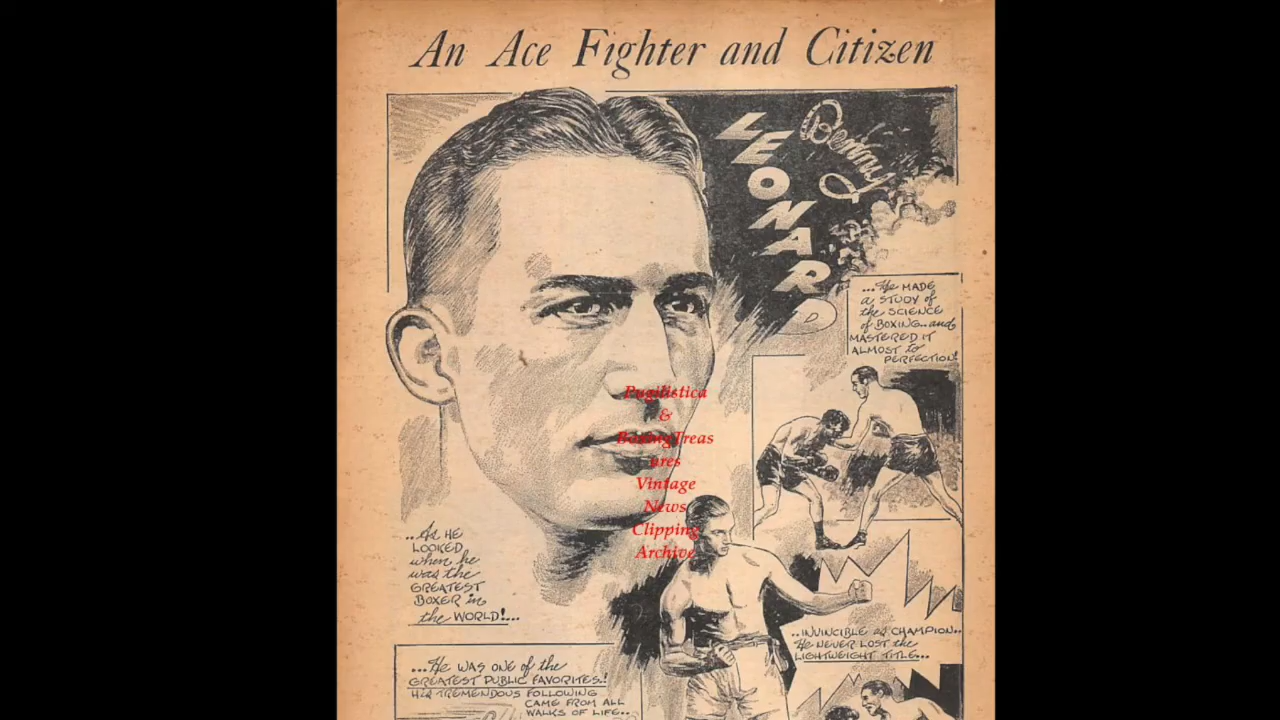 An Ace Fighter and Citizen
Benny
LEONARD
...He MADE
a STUDY of
the SCIENCE
of BOXING..and
MASTERED IT
ALMOST to
PERFECTION!
Pugilistica
&
BoxingTreas
ures
Vintage
News
Clipping
Archive
..As HE
LOOKED
when he
was the
GREATEST
BOXER in
the WORLD!...
..INVINCIBLE as CHAMPION..
He NEVER LOST the
LIGHTWEIGHT TITLE...
...He WAS ONE of the
GREATEST PUBLIC FAVORITES!
HIS TREMENDOUS FOLLOWING
CAME FROM ALL
WALKS OF LIFE..